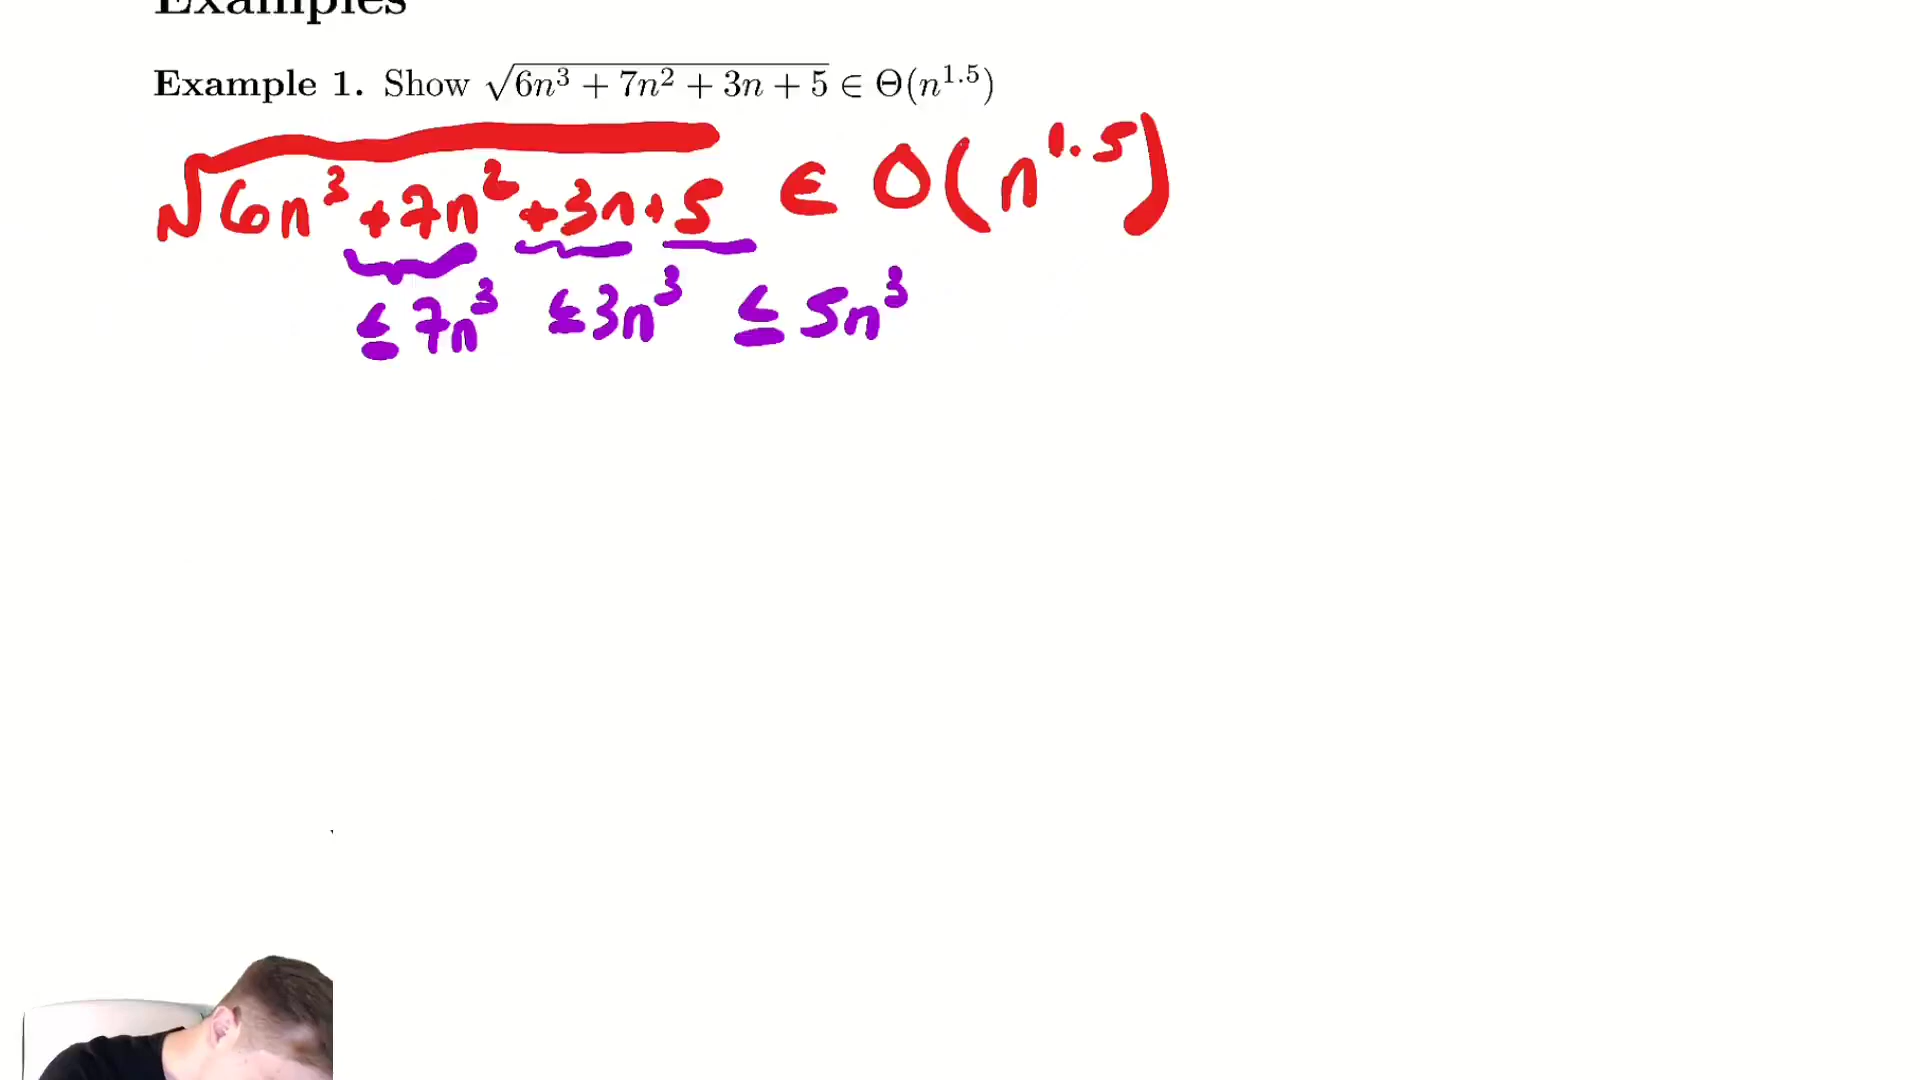 Examples
Example 1. Show √(6n³ + 7n² + 3n + 5) ∈ Θ(n^{1.5})
√(6n³ + 7n² + 3n + 5) ∈ O(n^{1.5})
≤ 7n³ ≤ 3n³ ≤ 5n³